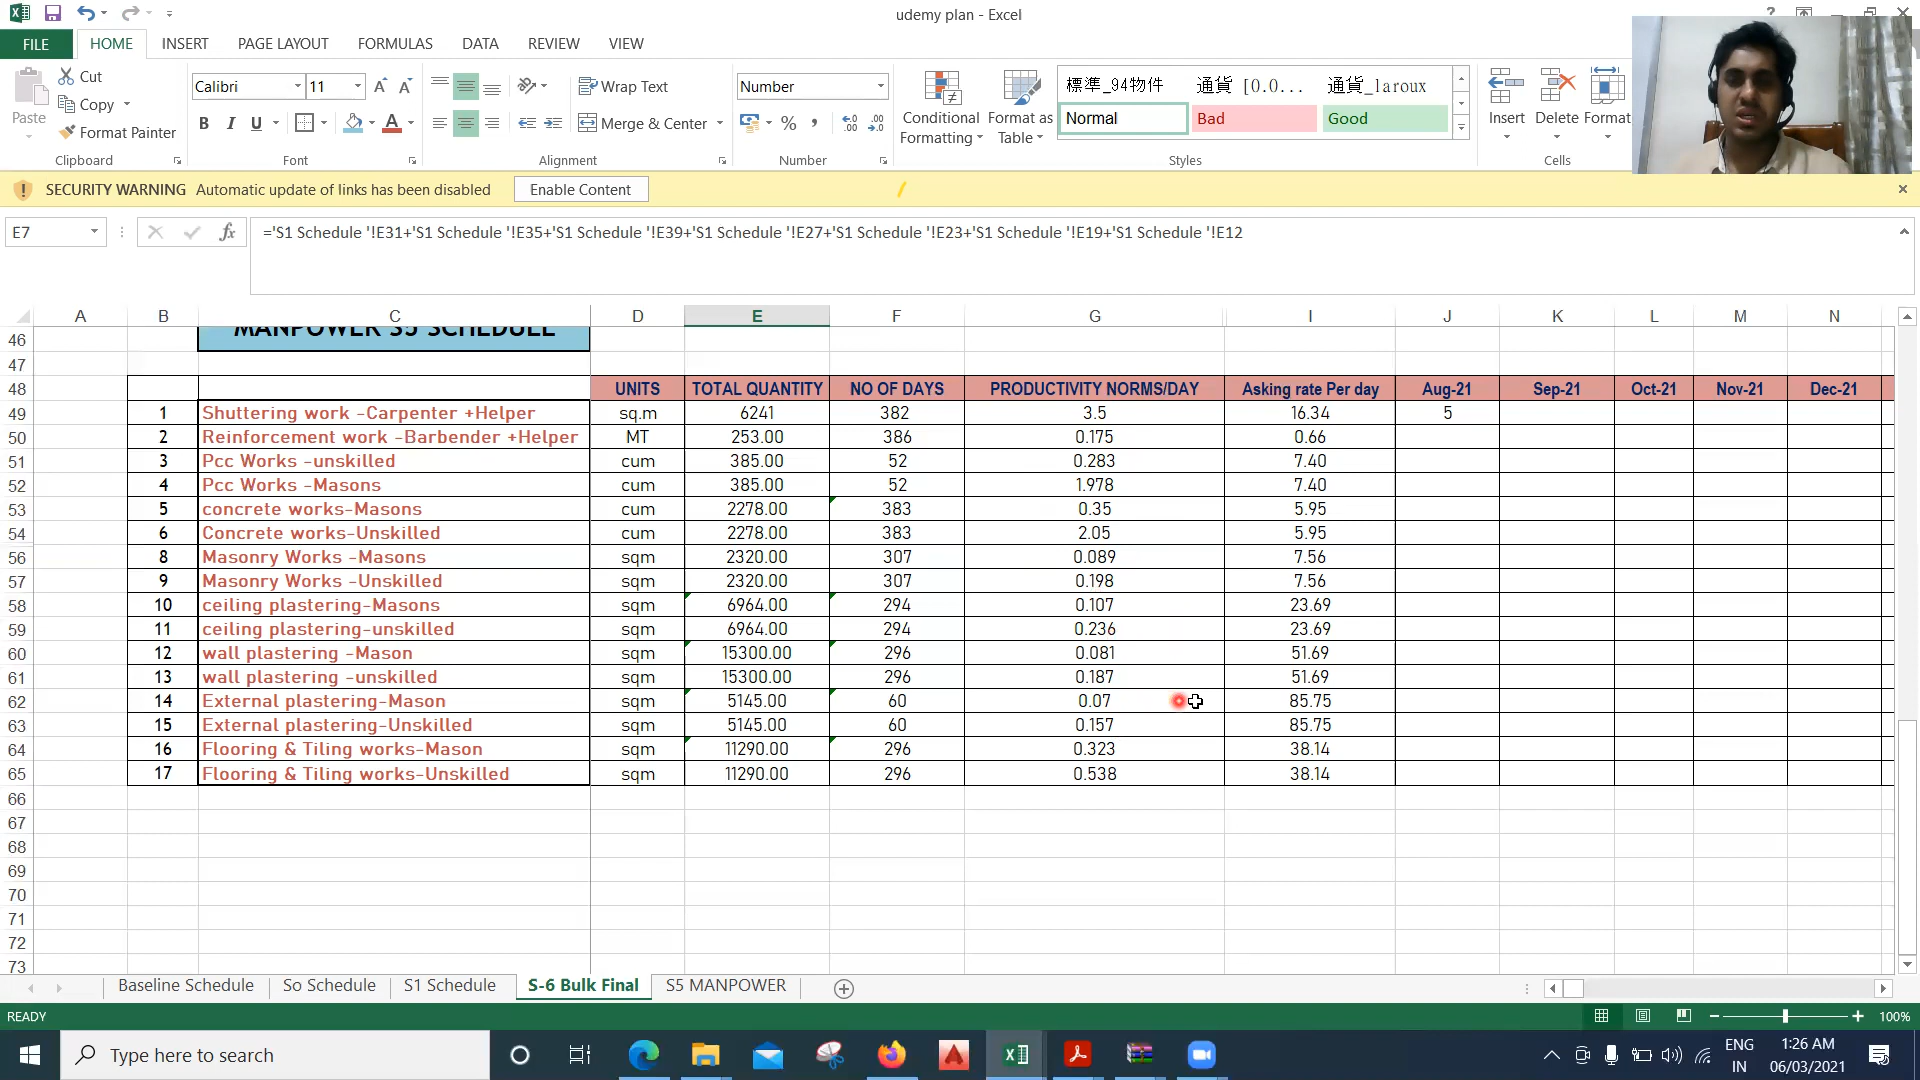 udemy plan - Excel
FILE HOME INSERT PAGE LAYOUT FORMULAS DATA REVIEW VIEW
Paste Cut Copy Format Painter
Calibri 11
Wrap Text
Merge & Center
Number
Conditional Formatting
Format as Table
標準_94物件 通貨 [0.0... 通貨_laroux
Normal Bad Good
Insert Delete Format
Clipboard Font Alignment Number Styles Cells
SECURITY WARNING Automatic update of links has been disabled Enable Content
E7 fx ='S1 Schedule '!E31+'S1 Schedule '!E35+'S1 Schedule '!E39+'S1 Schedule '!E27+'S1 Schedule '!E23+'S1 Schedule '!E19+'S1 Schedule '!E12
A B C D E F G I J K L M N
46 MANPOWER S5 SCHEDULE
47
48 UNITS TOTAL QUANTITY NO OF DAYS PRODUCTIVITY NORMS/DAY Asking rate Per day Aug-21 Sep-21 Oct-21 Nov-21 Dec-21
49 1 Shuttering work -Carpenter +Helper sq.m 6241 382 3.5 16.34 5
50 2 Reinforcement work -Barbender +Helper MT 253.00 386 0.175 0.66
51 3 Pcc Works -unskilled cum 385.00 52 0.283 7.40
52 4 Pcc Works -Masons cum 385.00 52 1.978 7.40
53 5 concrete works-Masons cum 2278.00 383 0.35 5.95
54 6 Concrete works-Unskilled cum 2278.00 383 2.05 5.95
56 8 Masonry Works -Masons sqm 2320.00 307 0.089 7.56
57 9 Masonry Works -Unskilled sqm 2320.00 307 0.198 7.56
58 10 ceiling plastering-Masons sqm 6964.00 294 0.107 23.69
59 11 ceiling plastering-unskilled sqm 6964.00 294 0.236 23.69
60 12 wall plastering -Mason sqm 15300.00 296 0.081 51.69
61 13 wall plastering -unskilled sqm 15300.00 296 0.187 51.69
62 14 External plastering-Mason sqm 5145.00 60 0.07 85.75
63 15 External plastering-Unskilled sqm 5145.00 60 0.157 85.75
64 16 Flooring & Tiling works-Mason sqm 11290.00 296 0.323 38.14
65 17 Flooring & Tiling works-Unskilled sqm 11290.00 296 0.538 38.14
66
67
68
69
70
71
72
73
Baseline Schedule So Schedule S1 Schedule S-6 Bulk Final S5 MANPOWER
READY 100%
Type here to search
ENG IN
1:26 AM
06/03/2021